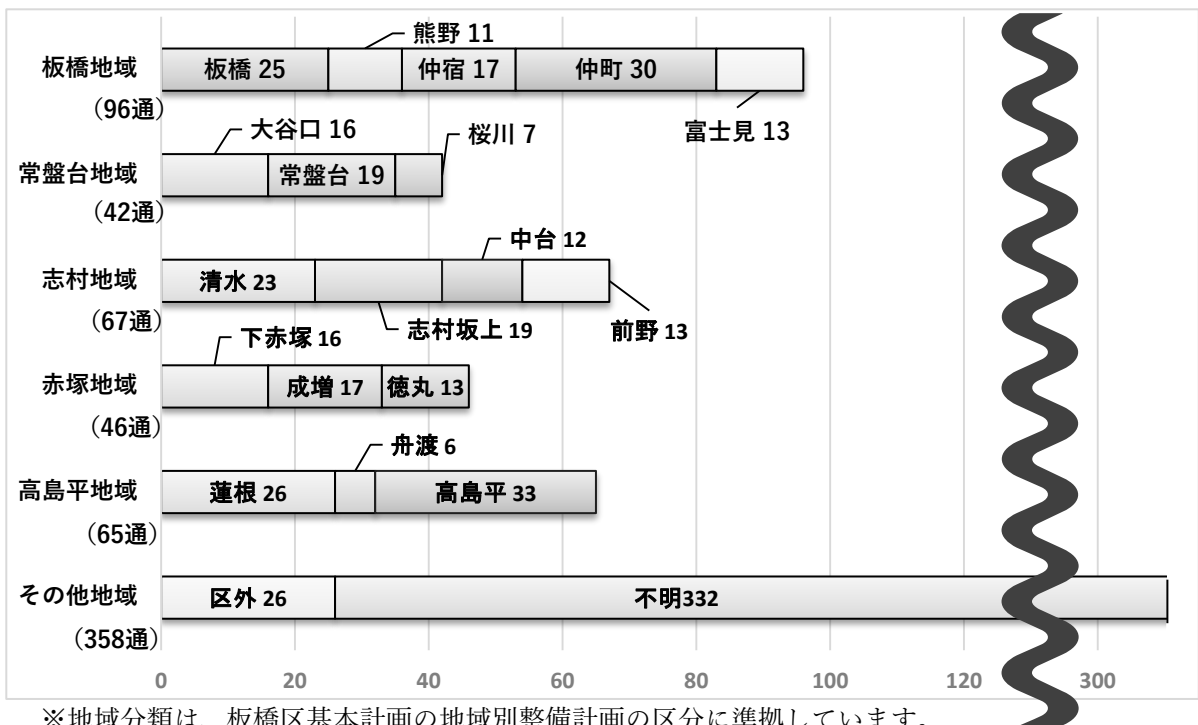 熊野 11
板橋地域
板橋 25
仲宿 17
仲町 30
(96通)
富士見 13
大谷口 16
桜川 7
常盤台地域
常盤台 19
(42通)
中台 12
志村地域
清水 23
(67通)
志村坂上 19
前野 13
下赤塚 16
赤塚地域
成増 17
徳丸 13
(46通)
舟渡 6
高島平地域
蓮根 26
高島平 33
(65通)
その他地域
区外 26
不明332
(358通)
0 20 40 60 80 100 120 300
※地域分類は、板橋区基本計画の地域別整備計画の区分に準拠しています。